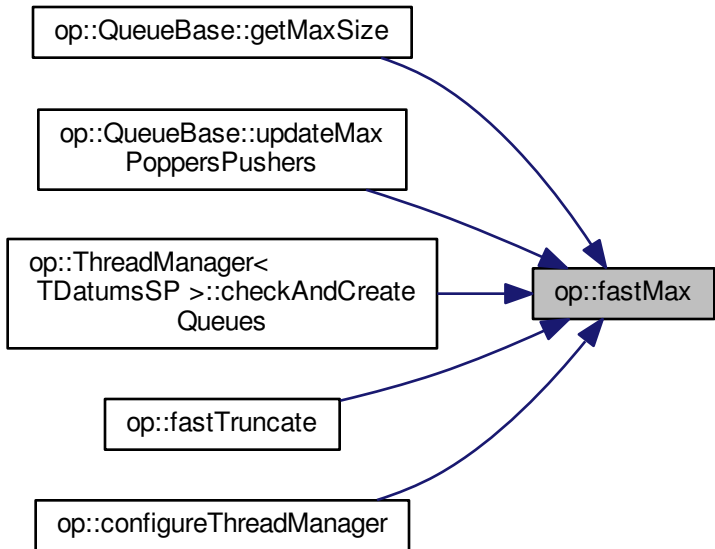 op::QueueBase::getMaxSize
op::QueueBase::updateMax
PoppersPushers
op::ThreadManager<
TDatumsSP >::checkAndCreate
Queues
op::fastMax
op::fastTruncate
op::configureThreadManager